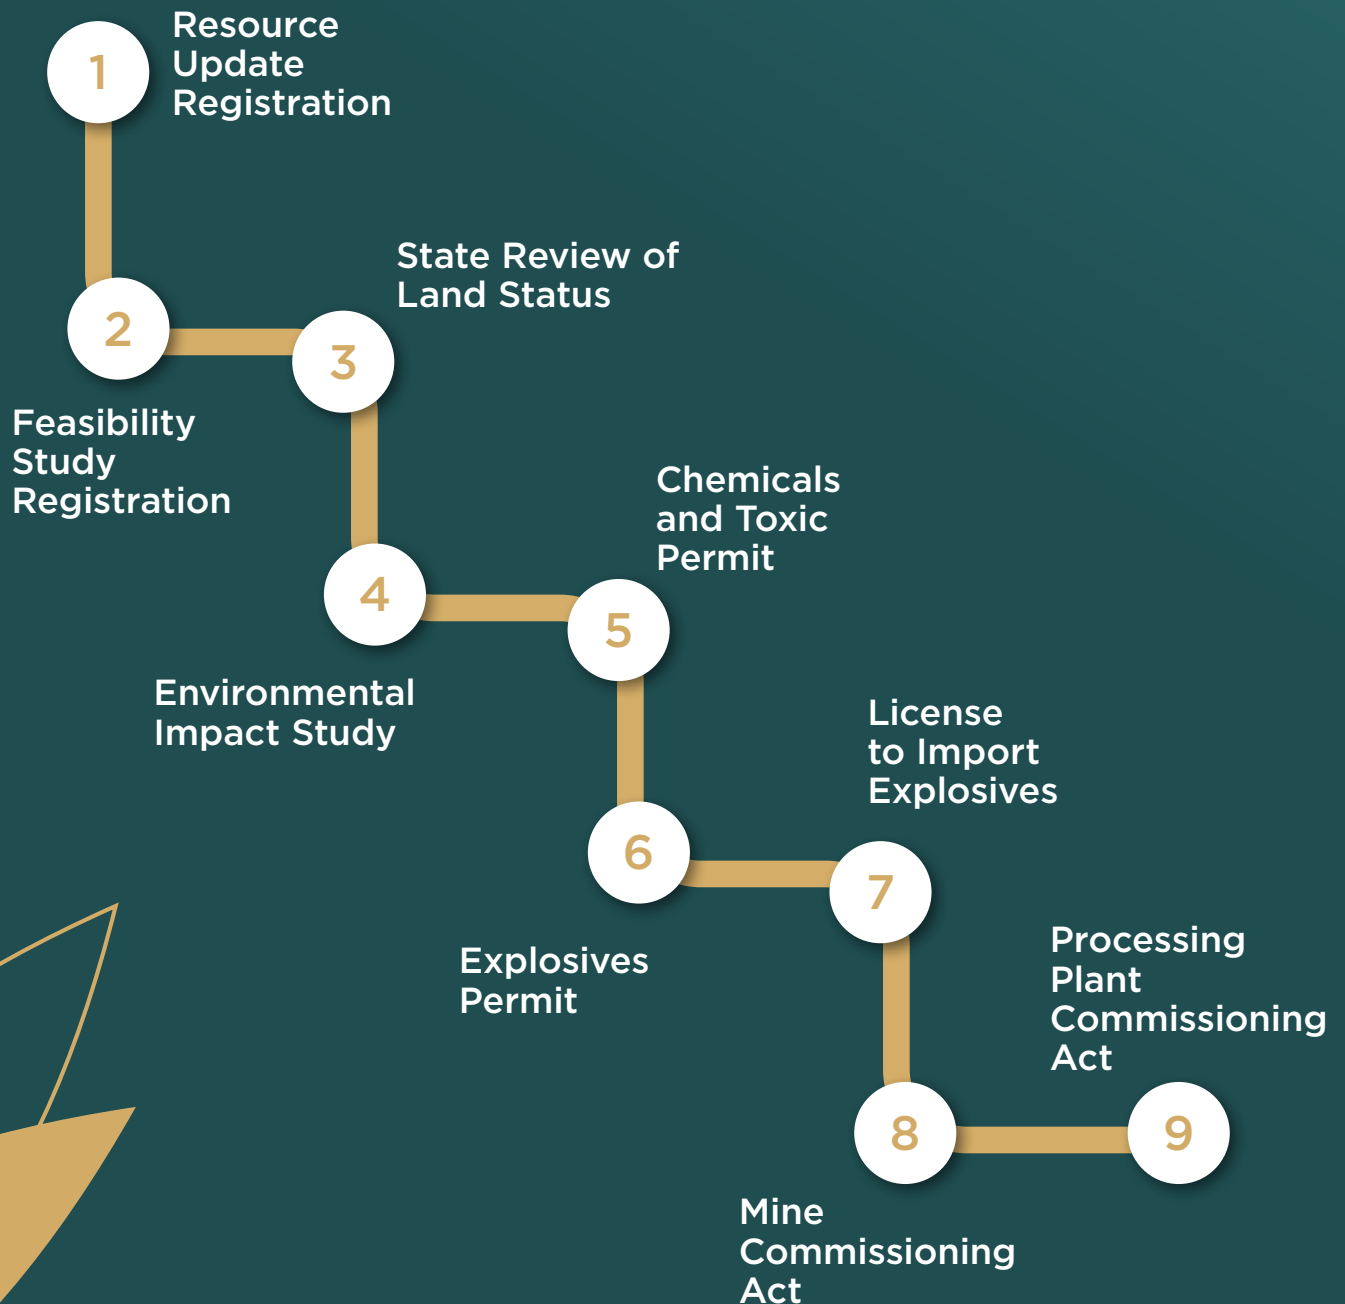 1
Resource
Update
Registration
2
Feasibility
Study
Registration
3
State Review of
Land Status
4
Environmental
Impact Study
5
Chemicals
and Toxic
Permit
6
Explosives
Permit
7
License
to Import
Explosives
8
Mine
Commissioning
Act
9
Processing
Plant
Commissioning
Act